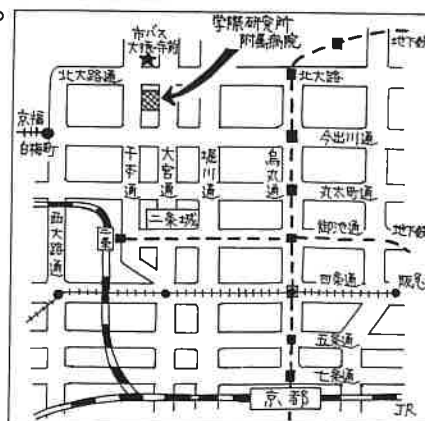 学際研究所
附属病院
市バス
大徳寺前
地下鉄
北大路通
北大路
京福
白梅町
今出川通
千本通
大宮通
堀川通
烏丸通
丸太町通
西大路通
二条
二条城
御池通
地下鉄
四条通
阪急
五条通
七条通
京都
JR